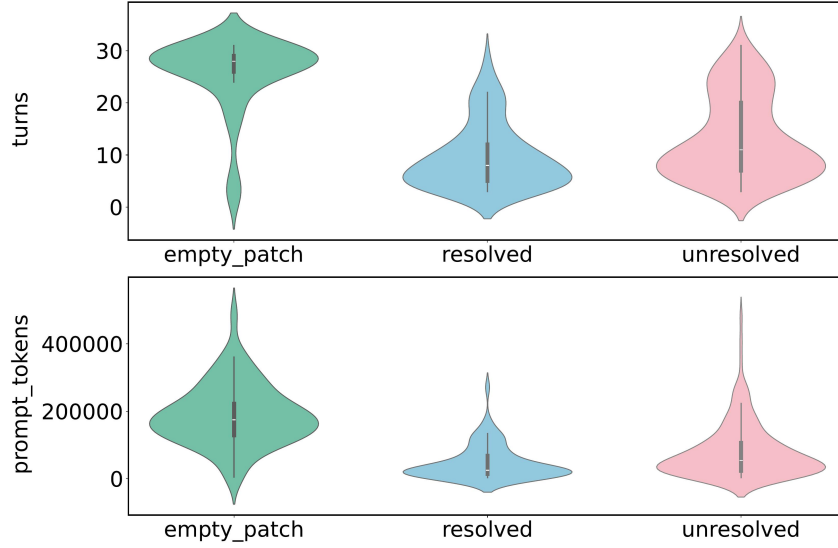 turns
30
20
10
0
empty_patch resolved unresolved
prompt_tokens
400000
200000
0
empty_patch resolved unresolved